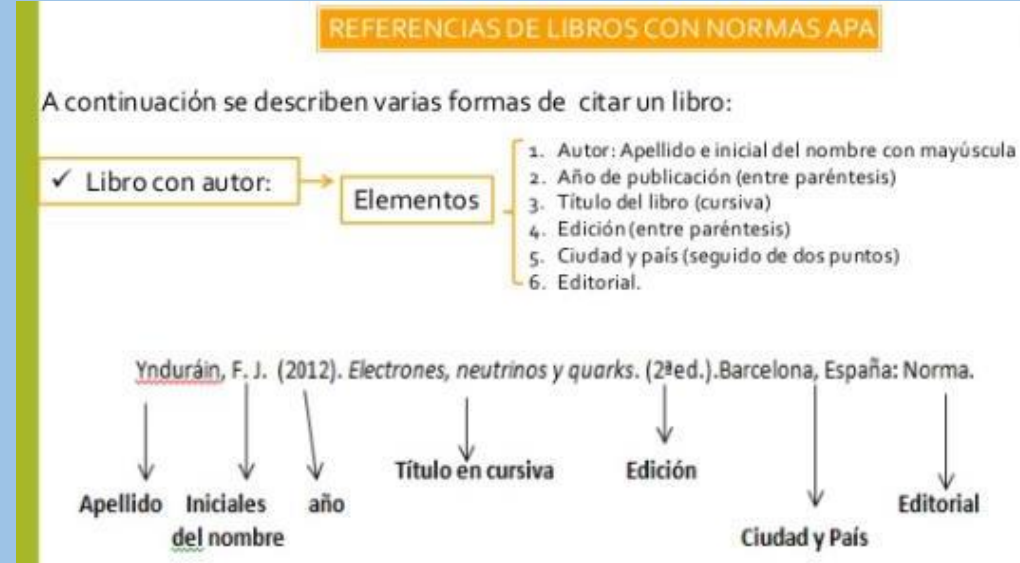 REFERENCIAS DE LIBROS CON NORMAS APA
A continuación se describen varias formas de citar un libro:
✓ Libro con autor:
Elementos
1. Autor: Apellido e inicial del nombre con mayúscula
2. Año de publicación (entre paréntesis)
3. Título del libro (cursiva)
4. Edición (entre paréntesis)
5. Ciudad y país (seguido de dos puntos)
6. Editorial.
Ynduráin, F. J. (2012). Electrones, neutrinos y quarks. (2ªed.).Barcelona, España: Norma.
Apellido
Iniciales
del nombre
año
Título en cursiva
Edición
Ciudad y País
Editorial